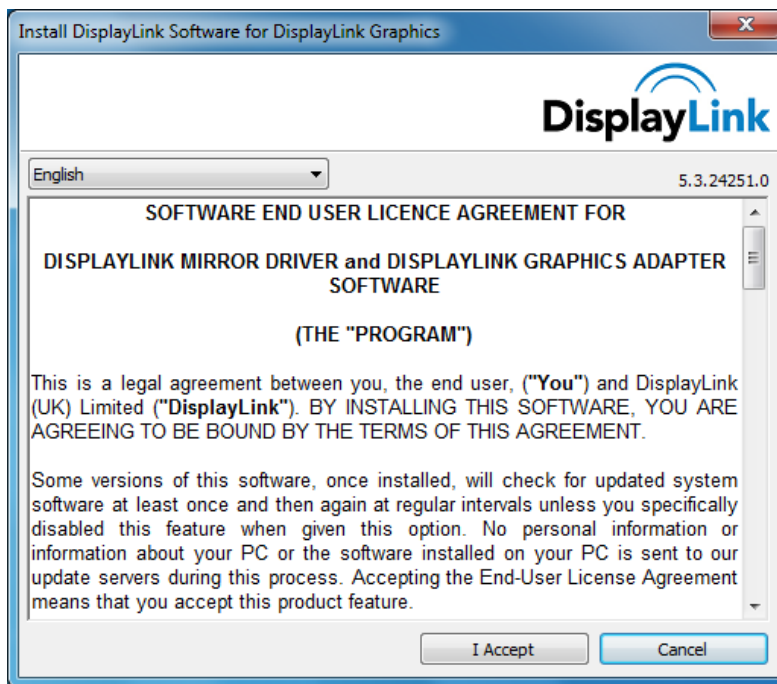 Install DisplayLink Software for DisplayLink Graphics
DisplayLink
English
5.3.24251.0
SOFTWARE END USER LICENCE AGREEMENT FOR
DISPLAYLINK MIRROR DRIVER and DISPLAYLINK GRAPHICS ADAPTER
SOFTWARE
(THE "PROGRAM")
This is a legal agreement between you, the end user, ("You") and DisplayLink
(UK) Limited ("DisplayLink"). BY INSTALLING THIS SOFTWARE, YOU ARE
AGREEING TO BE BOUND BY THE TERMS OF THIS AGREEMENT.
Some versions of this software, once installed, will check for updated system
software at least once and then again at regular intervals unless you specifically
disabled this feature when given this option. No personal information or
information about your PC or the software installed on your PC is sent to our
update servers during this process. Accepting the End-User License Agreement
means that you accept this product feature.
I Accept
Cancel